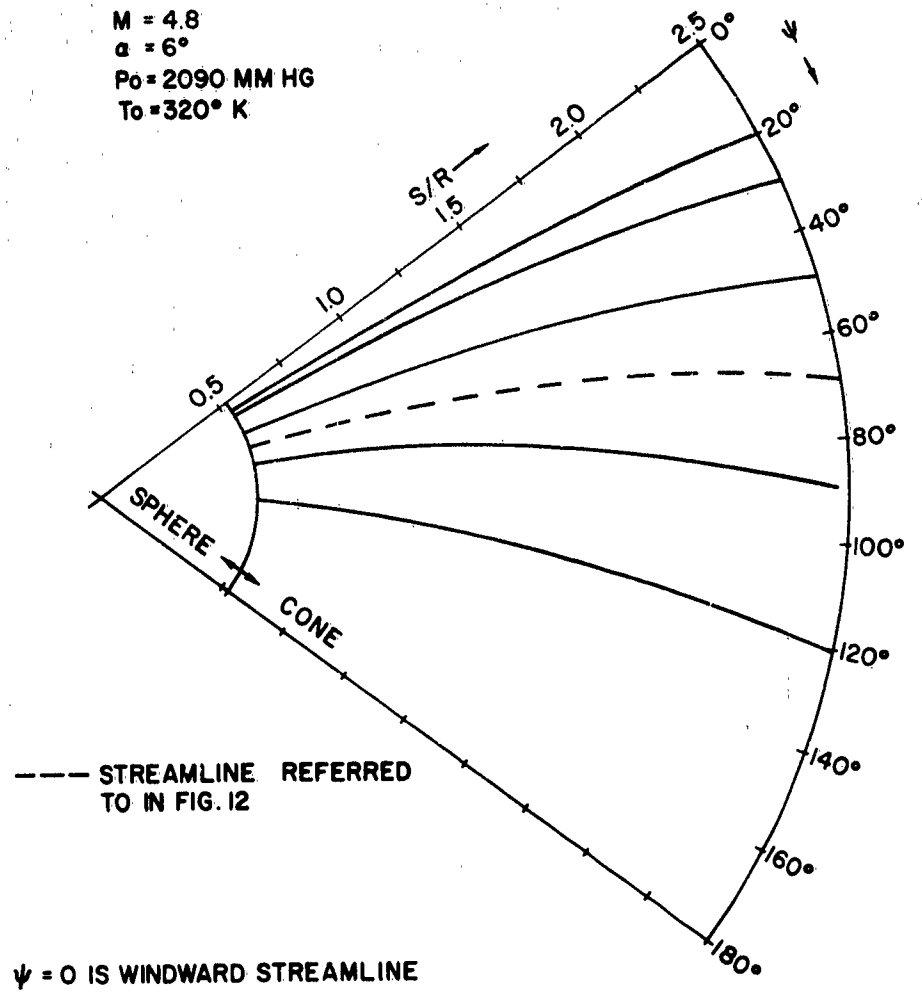 M = 4.8
α = 6°
Po = 2090 MM HG
To = 320° K
S/R
0.5
1.0
1.5
2.0
2.5
ψ
0°
20°
40°
60°
80°
100°
120°
140°
160°
180°
SPHERE
CONE
--- STREAMLINE REFERRED
TO IN FIG. 12
ψ = 0 IS WINDWARD STREAMLINE